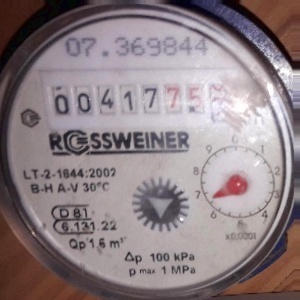 07.369844
0041775
ROSSWEINER
LT-2-1644:2002
B-H A-V 30°C
D 81
6.131.22
Qp 1,5 m³
Δp 100 kPa
p max 1 MPa
x0,0001